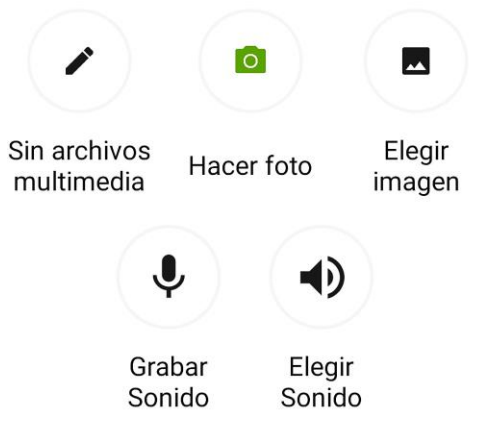 Sin archivos
multimedia
Hacer foto
Elegir
imagen
Grabar
Sonido
Elegir
Sonido